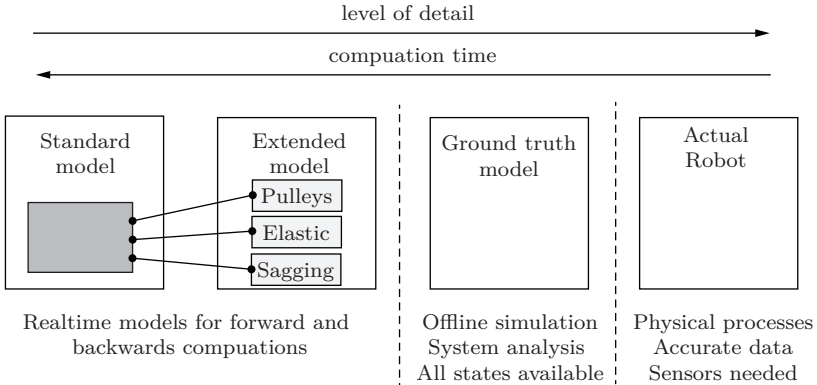 level of detail
compuation time
Standard
model
Extended
model
Pulleys
Elastic
Sagging
Ground truth
model
Actual
Robot
Realtime models for forward and
backwards compuations
Offline simulation
System analysis
All states available
Physical processes
Accurate data
Sensors needed